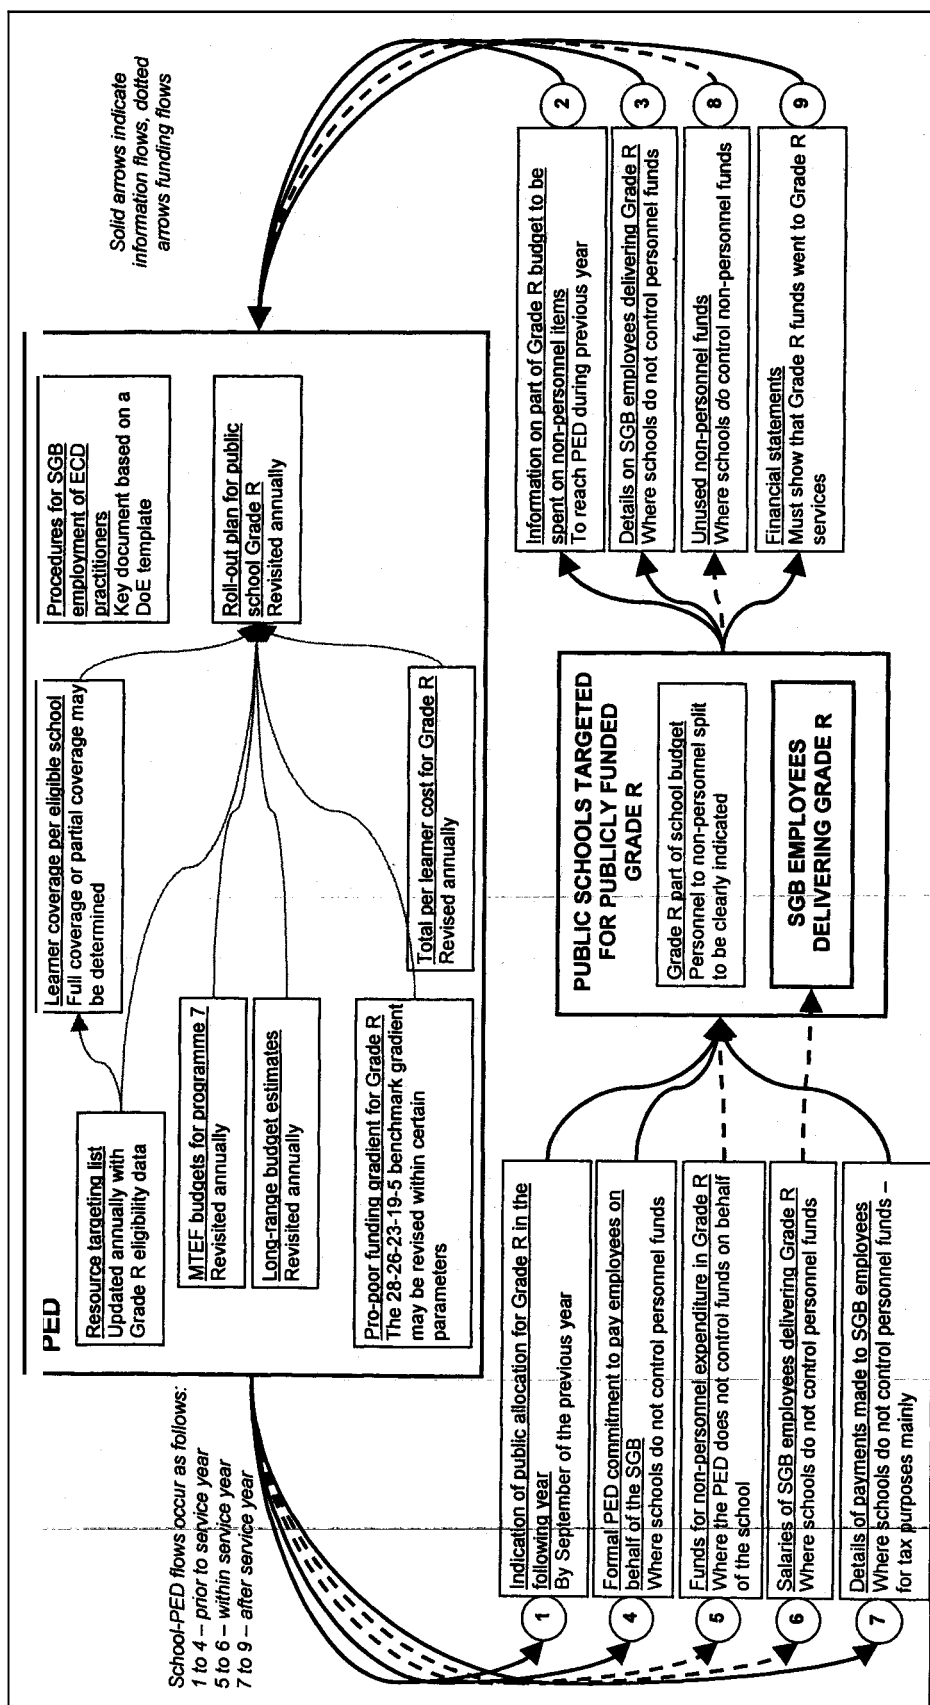 School-PED flows occur as follows:
1 to 4 – prior to service year
5 to 6 – within service year
7 to 9 – after service year
Solid arrows indicate
information flows, dotted
arrows funding flows
PED
Resource targeting list
Updated annually with
Grade R eligibility data
Learner coverage per eligible school
Full coverage or partial coverage may
be determined
Procedures for SGB
employment of ECD
practitioners
Key document based on a
DoE template
MTEF budgets for programme 7
Revisited annually
Long-range budget estimates
Revisited annually
Roll-out plan for public
school Grade R
Revisited annually
Pro-poor funding gradient for Grade R
The 28-26-23-19-5 benchmark gradient
may be revised within certain
parameters
Total per learner cost for Grade R
Revised annually
1
Indication of public allocation for Grade R in the
following year
By September of the previous year
4
Formal PED commitment to pay employees on
behalf of the SGB
Where schools do not control personnel funds
5
Funds for non-personnel expenditure in Grade R
Where the PED does not control funds on behalf
of the school
6
Salaries of SGB employees delivering Grade R
Where schools do not control personnel funds
7
Details of payments made to SGB employees
Where schools do not control personnel funds –
for tax purposes mainly
PUBLIC SCHOOLS TARGETED
FOR PUBLICLY FUNDED
GRADE R
Grade R part of school budget
Personnel to non-personnel split
to be clearly indicated
SGB EMPLOYEES
DELIVERING GRADE R
Information on part of Grade R budget to be
spent on non-personnel items
To reach PED during previous year
2
Details on SGB employees delivering Grade R
Where schools do not control personnel funds
3
Unused non-personnel funds
Where schools do control non-personnel funds
8
Financial statements
Must show that Grade R funds went to Grade R
services
9